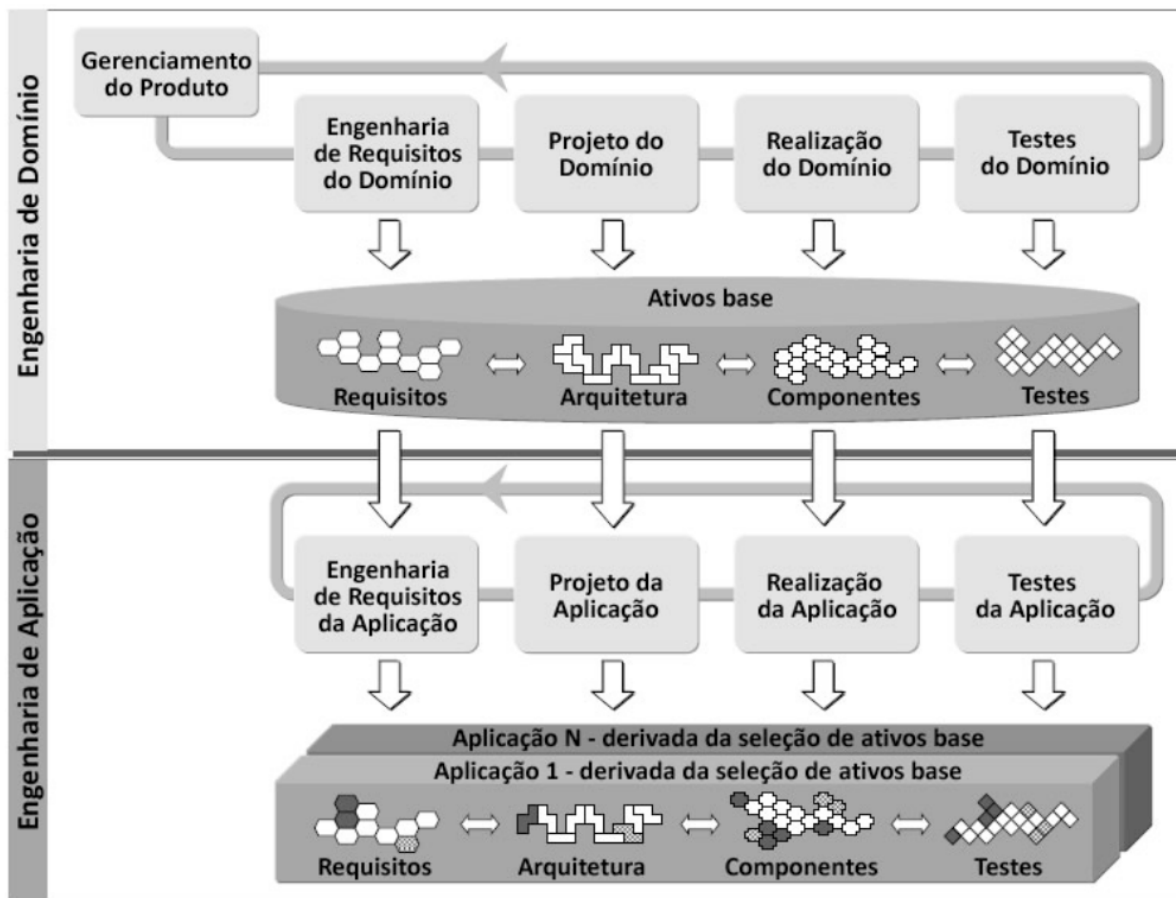 Engenharia de Domínio
Gerenciamento
do Produto
Engenharia
de Requisitos
do Domínio
Projeto do
Domínio
Realização
do Domínio
Testes
do Domínio
Ativos base
Requisitos
Arquitetura
Componentes
Testes
Engenharia de Aplicação
Engenharia
de Requisitos
da Aplicação
Projeto da
Aplicação
Realização
da Aplicação
Testes
da Aplicação
Aplicação N - derivada da seleção de ativos base
Aplicação 1 - derivada da seleção de ativos base
Requisitos
Arquitetura
Componentes
Testes